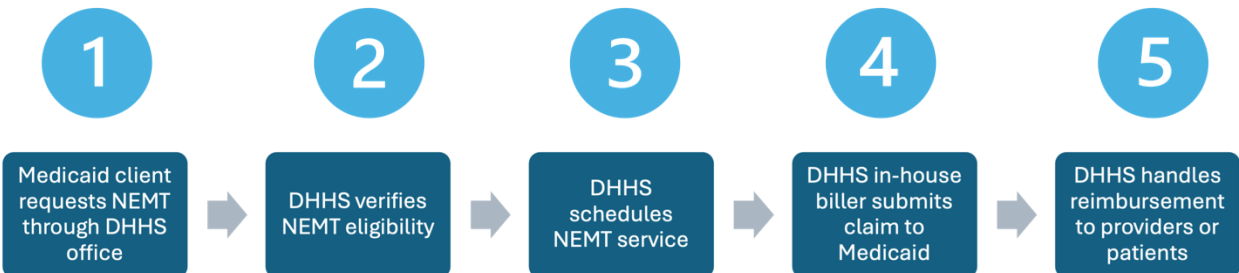 1
2
3
4
5
Medicaid client
requests NEMT
through DHHS
office
DHHS verifies
NEMT eligibility
DHHS
schedules
NEMT service
DHHS in-house
biller submits
claim to
Medicaid
DHHS handles
reimbursement
to providers or
patients